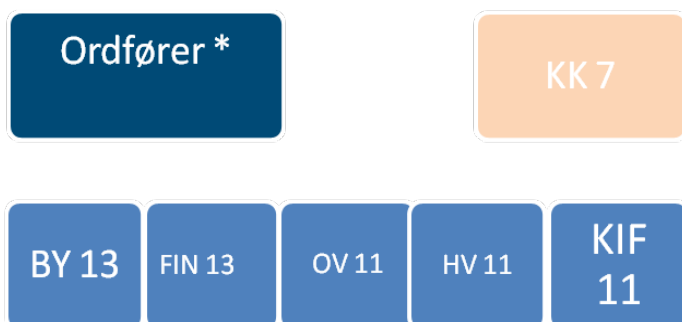 Ordfører *
KK 7
BY 13
FIN 13
OV 11
HV 11
KIF
11